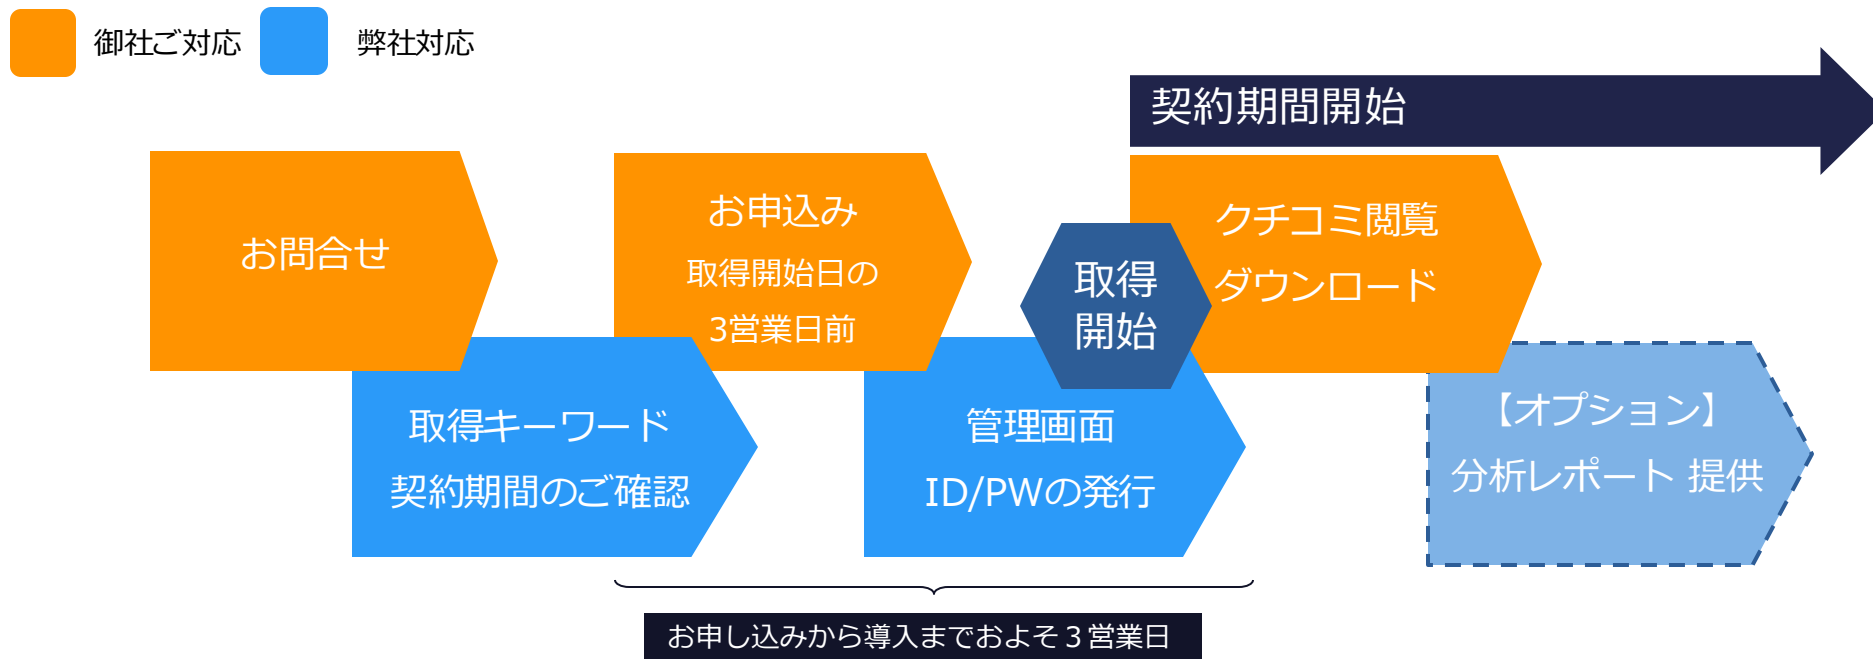 御社ご対応
弊社対応
契約期間開始
お問合せ
お申込み
取得開始日の
3営業日前
取得
開始
クチコミ閲覧
ダウンロード
取得キーワード
契約期間のご確認
管理画面
ID/PWの発行
【オプション】
分析レポート 提供
お申し込みから導入までおよそ３営業日